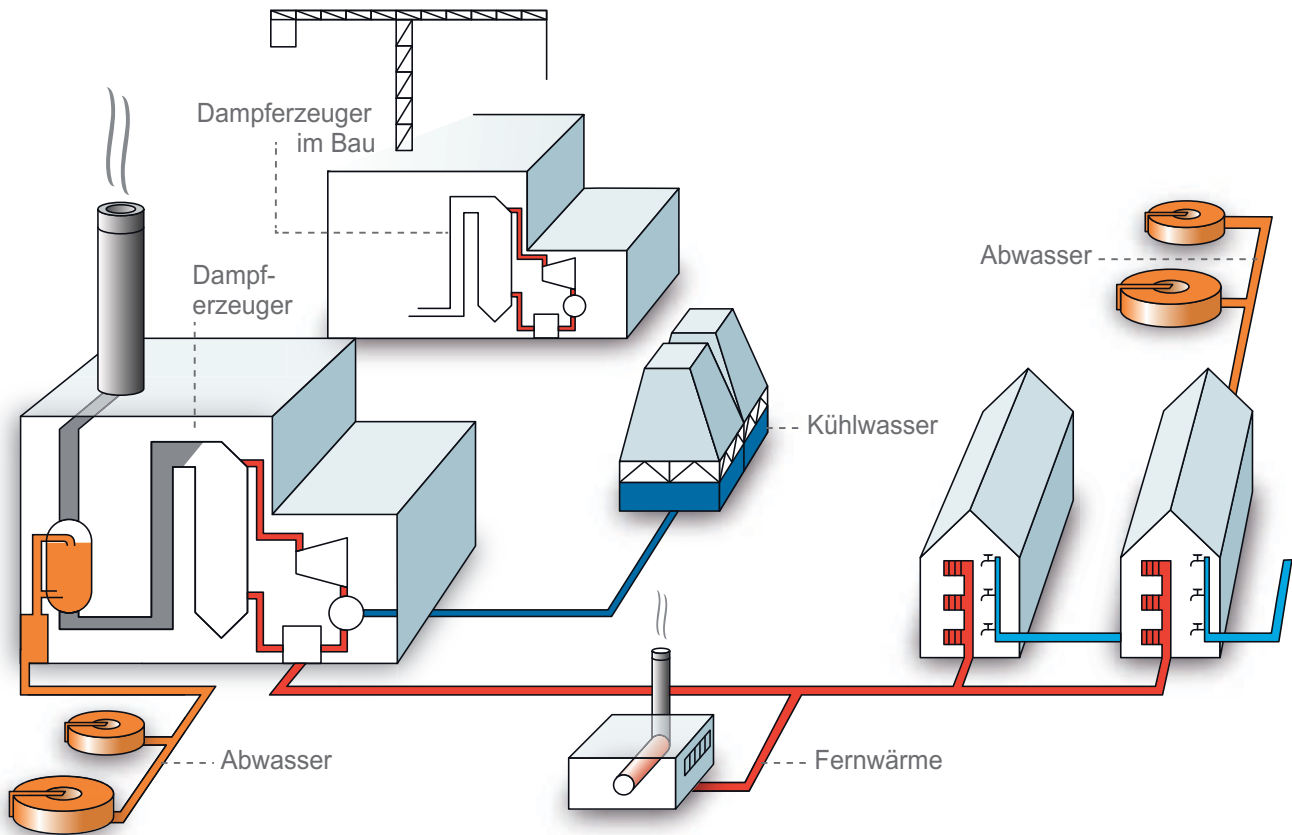 Dampferzeuger
im Bau
Dampf-
erzeuger
Abwasser
Kühlwasser
Abwasser
Fernwärme